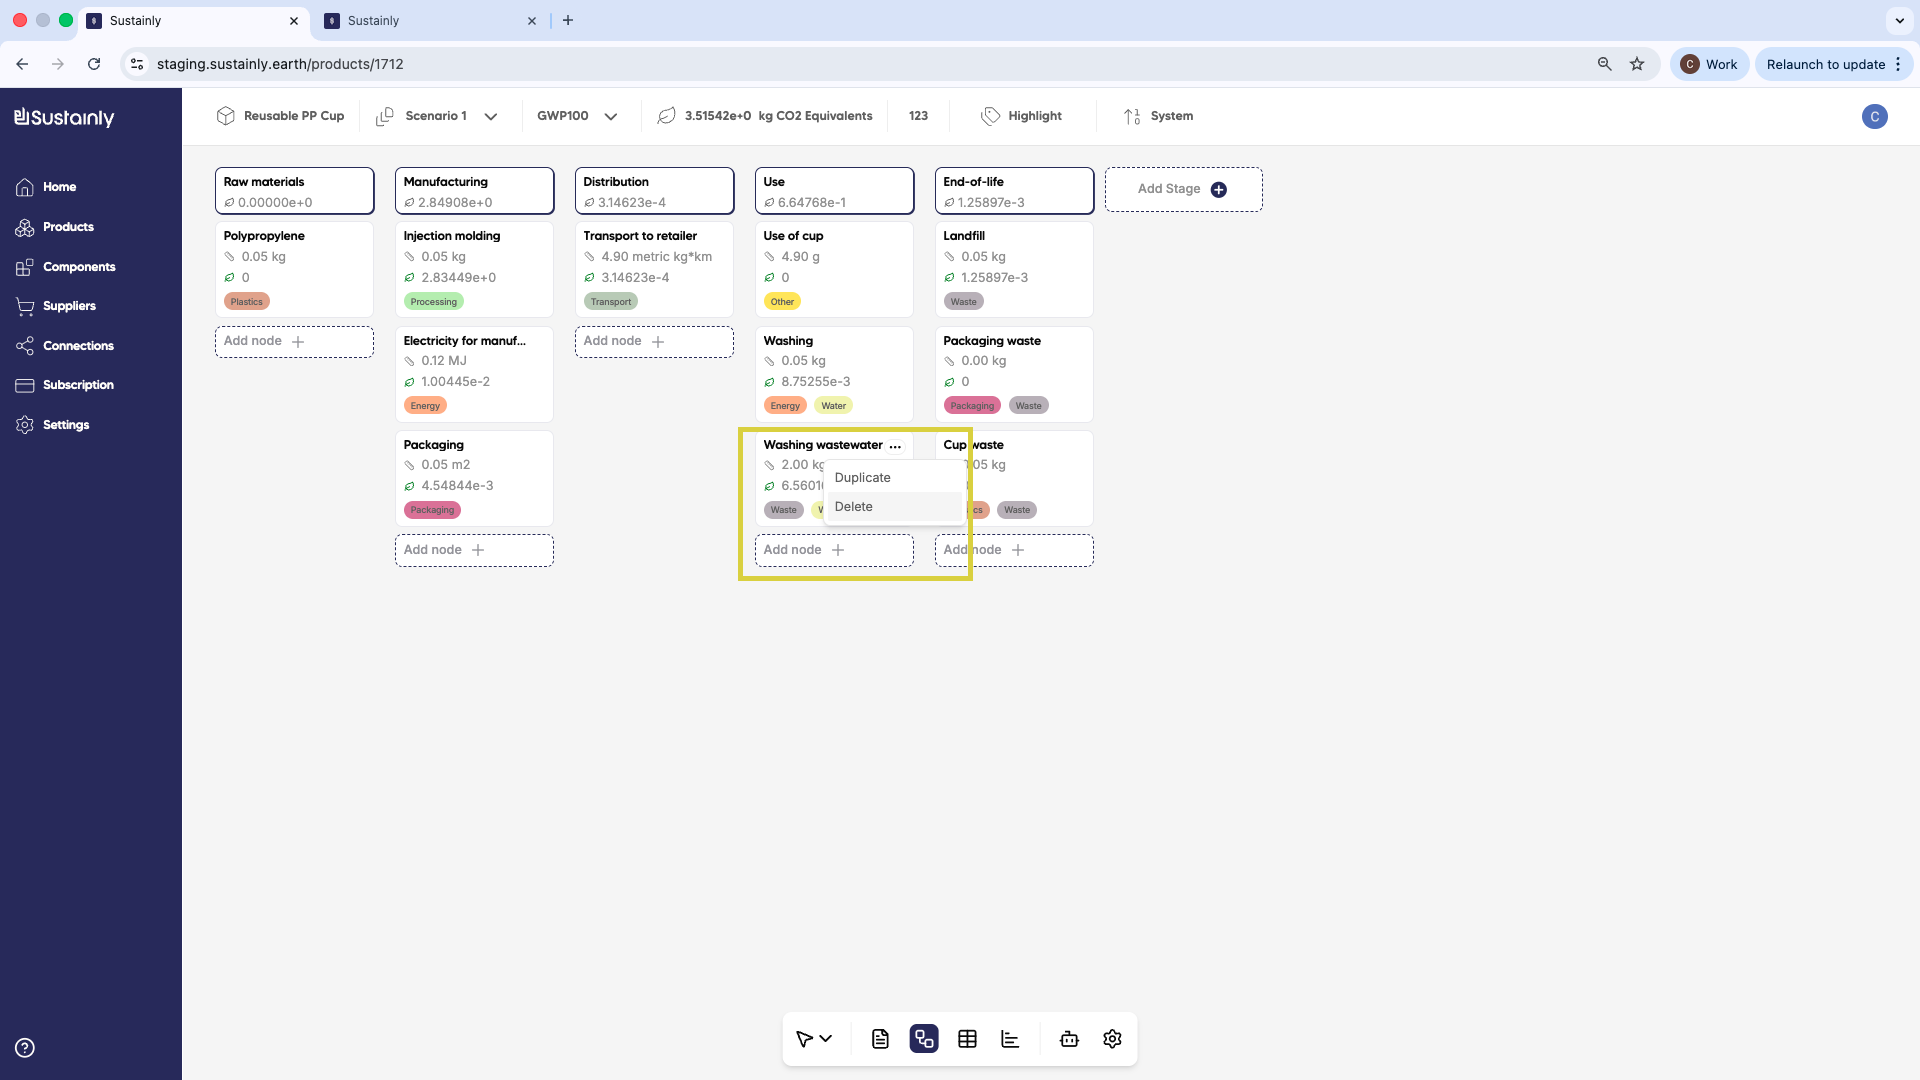 Sustainly
Sustainly
staging.sustainly.earth/products/1712
C
Work
Relaunch to update
Sustainly
Home
Products
Components
Suppliers
Connections
Subscription
Settings
Reusable PP Cup
Scenario 1
GWP100
3.51542e+0 kg CO2 Equivalents
123
Highlight
System
C
Raw materials
0.00000e+0
Polypropylene
0.05 kg
0
Plastics
Add node
Manufacturing
2.84908e+0
Injection molding
0.05 kg
2.83449e+0
Processing
Electricity for manuf...
0.12 MJ
1.00445e-2
Energy
Packaging
0.05 m2
4.54844e-3
Packaging
Add node
Distribution
3.14623e-4
Transport to retailer
4.90 metric kg*km
3.14623e-4
Transport
Add node
Use
6.64768e-1
Use of cup
4.90 g
0
Other
Washing
0.05 kg
8.75255e-3
Energy Water
Washing wastewater
2.00 kg
6.5601
Waste
Duplicate
Delete
Add node
End-of-life
1.25897e-3
Landfill
0.05 kg
1.25897e-3
Waste
Packaging waste
0.00 kg
0
Packaging Waste
Cup waste
05 kg
cs Waste
Add node
Add Stage